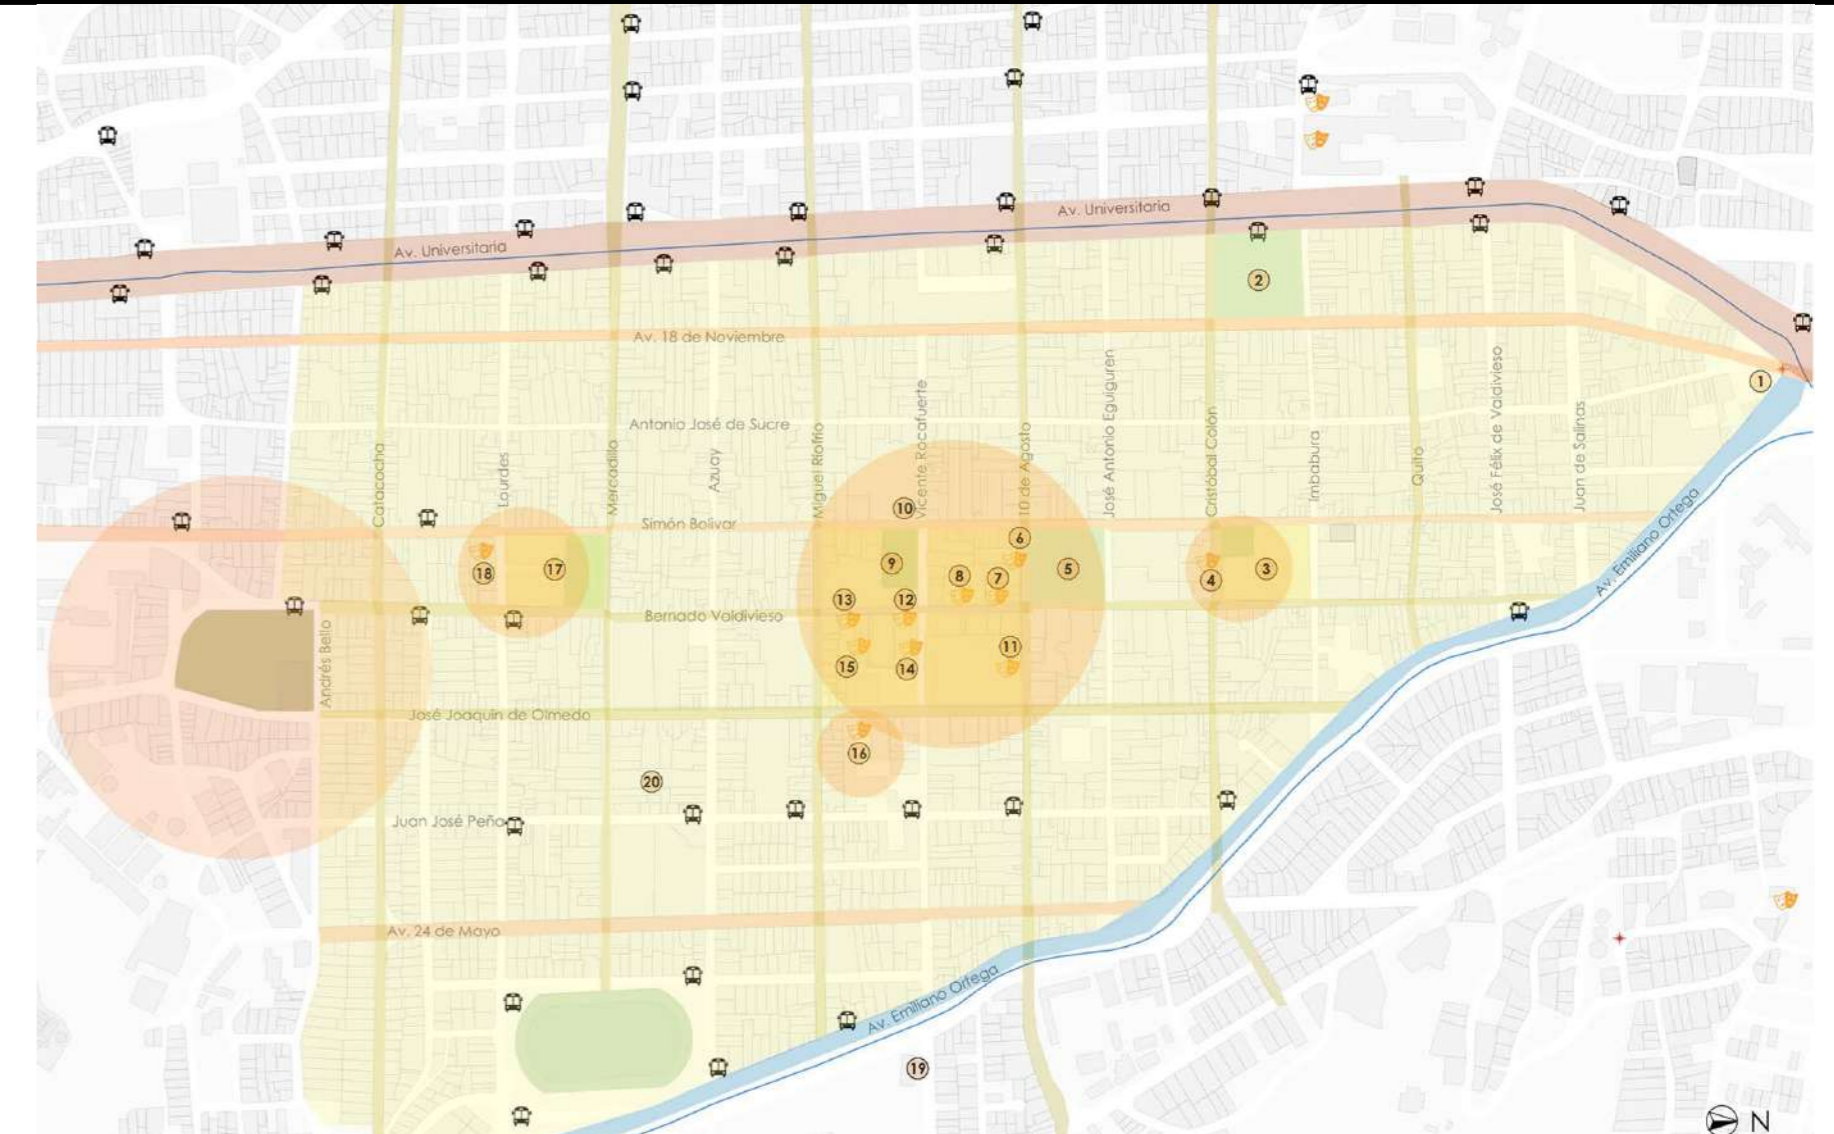 Av. Universitaria
Av. Universitaria
2
Av. 18 de Noviembre
1
Antonio José de Sucre
Catacocha
Lourdes
Mercadillo
Azuay
Miguel Riofrio
Vicente Rocafuerte
10 de Agosto
José Antonio Eguiguren
Cristóbal Colón
Imbabura
Quito
José Félix de Valdivieso
Juan de Salinas
Simón Bolívar
10
6
18
17
9
8
7
5
4
3
Av. Emiliano Ortega
13
12
Bernado Valdivieso
11
15
14
Andrés Bello
José Joaquin de Olmedo
16
20
Juan José Peña
Av. 24 de Mayo
Av. Emiliano Ortega
19
N